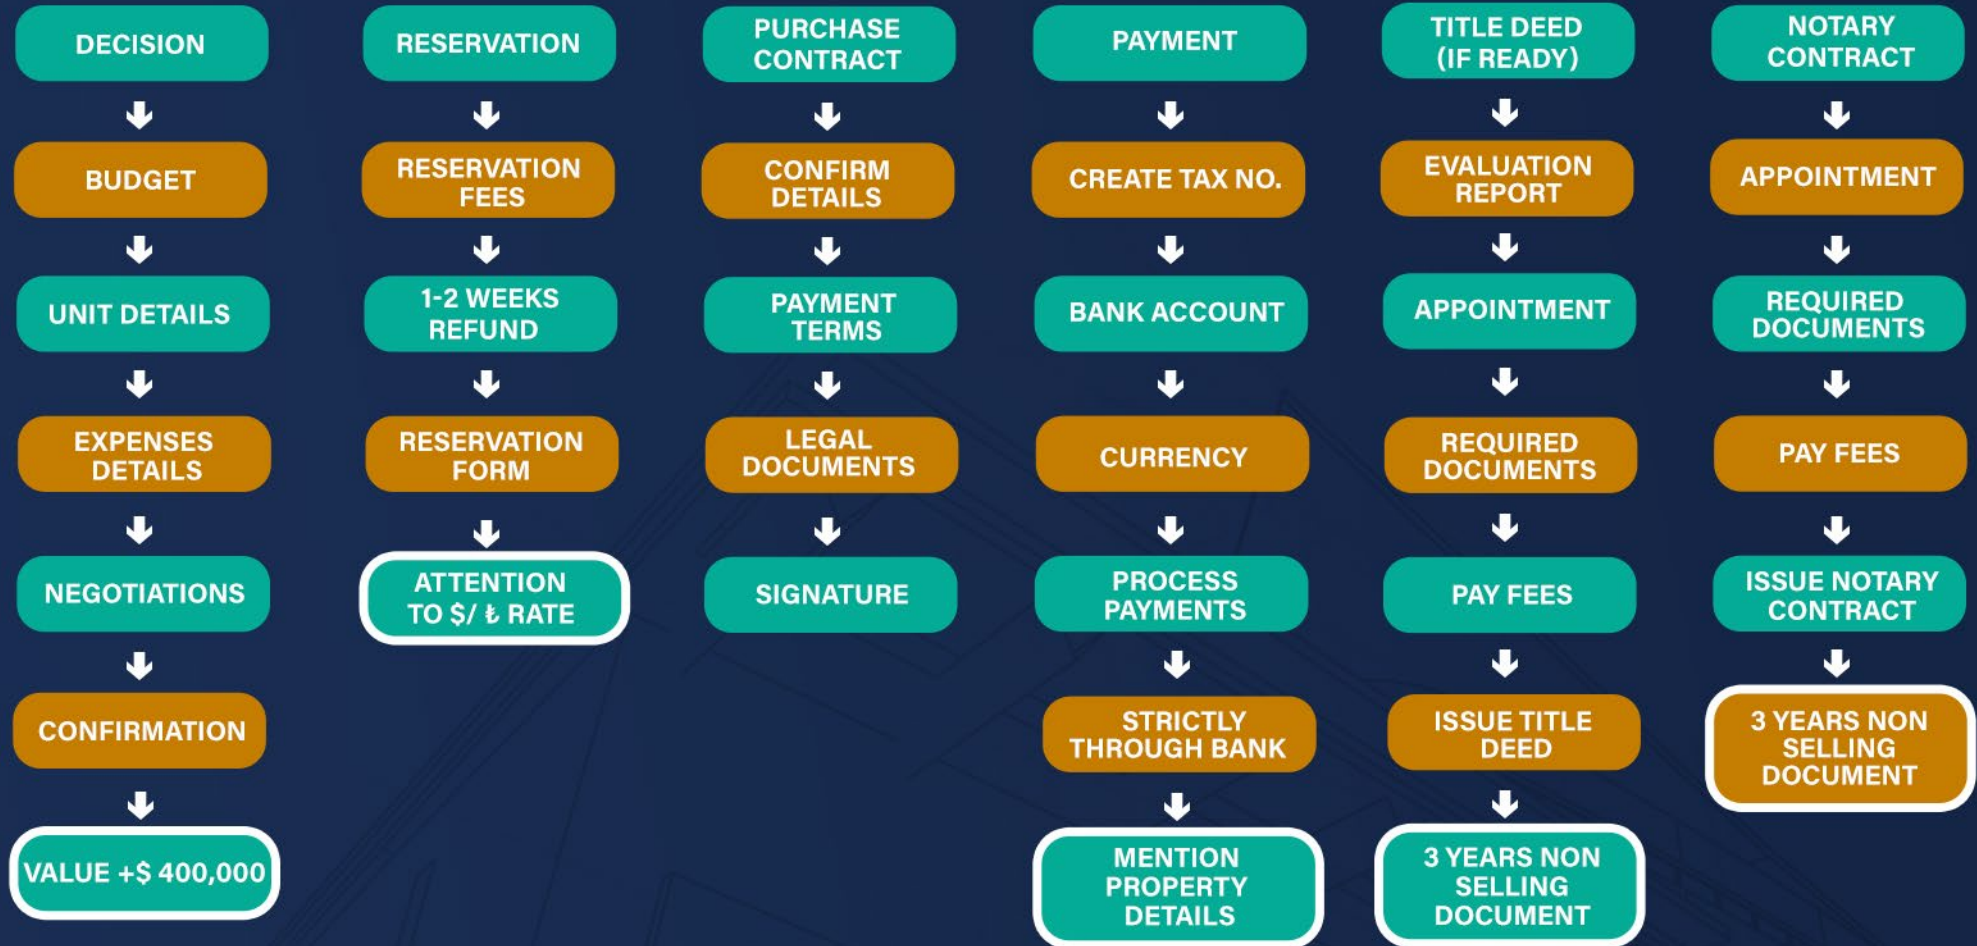 DECISION
BUDGET
UNIT DETAILS
EXPENSES
DETAILS
NEGOTIATIONS
CONFIRMATION
VALUE +$ 400,000
RESERVATION
RESERVATION
FEES
1-2 WEEKS
REFUND
RESERVATION
FORM
ATTENTION
TO $/ ₺ RATE
PURCHASE
CONTRACT
CONFIRM
DETAILS
PAYMENT
TERMS
LEGAL
DOCUMENTS
SIGNATURE
PAYMENT
CREATE TAX NO.
BANK ACCOUNT
CURRENCY
PROCESS
PAYMENTS
STRICTLY
THROUGH BANK
MENTION
PROPERTY
DETAILS
TITLE DEED
(IF READY)
EVALUATION
REPORT
APPOINTMENT
REQUIRED
DOCUMENTS
PAY FEES
ISSUE TITLE
DEED
3 YEARS NON
SELLING
DOCUMENT
NOTARY
CONTRACT
APPOINTMENT
REQUIRED
DOCUMENTS
PAY FEES
ISSUE NOTARY
CONTRACT
3 YEARS NON
SELLING
DOCUMENT